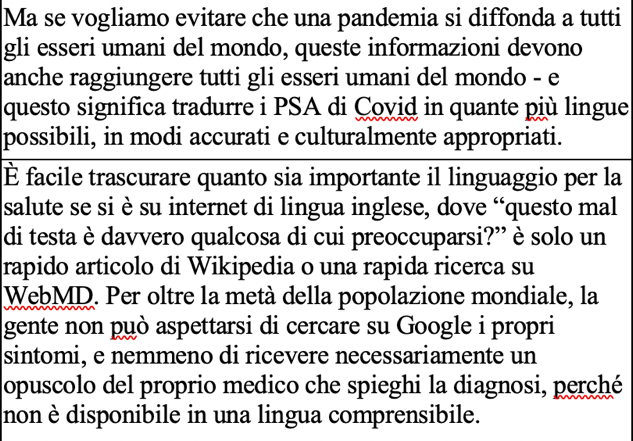 Ma se vogliamo evitare che una pandemia si diffonda a tutti
gli esseri umani del mondo, queste informazioni devono
anche raggiungere tutti gli esseri umani del mondo - e
questo significa tradurre i PSA di Covid in quante più lingue
possibili, in modi accurati e culturalmente appropriati.
È facile trascurare quanto sia importante il linguaggio per la
salute se si è su internet di lingua inglese, dove “questo mal
di testa è davvero qualcosa di cui preoccuparsi?” è solo un
rapido articolo di Wikipedia o una rapida ricerca su
WebMD. Per oltre la metà della popolazione mondiale, la
gente non può aspettarsi di cercare su Google i propri
sintomi, e nemmeno di ricevere necessariamente un
opuscolo del proprio medico che spieghi la diagnosi, perché
non è disponibile in una lingua comprensibile.